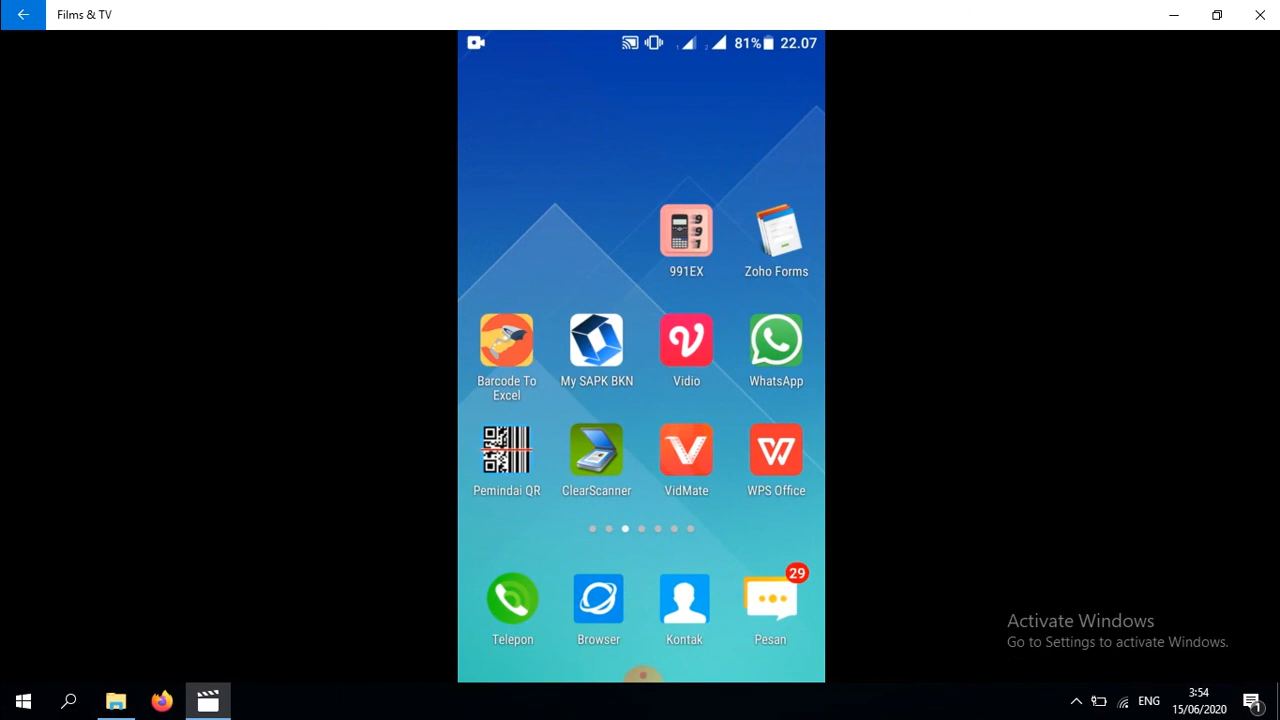 Films & TV
81% 22.07
991EX
Zoho Forms
Barcode To
Excel
My SAPK BKN
Vidio
WhatsApp
Pemindai QR
ClearScanner
VidMate
WPS Office
29
Telepon
Browser
Kontak
Pesan
Activate Windows
Go to Settings to activate Windows.
ENG
3:54
15/06/2020
1